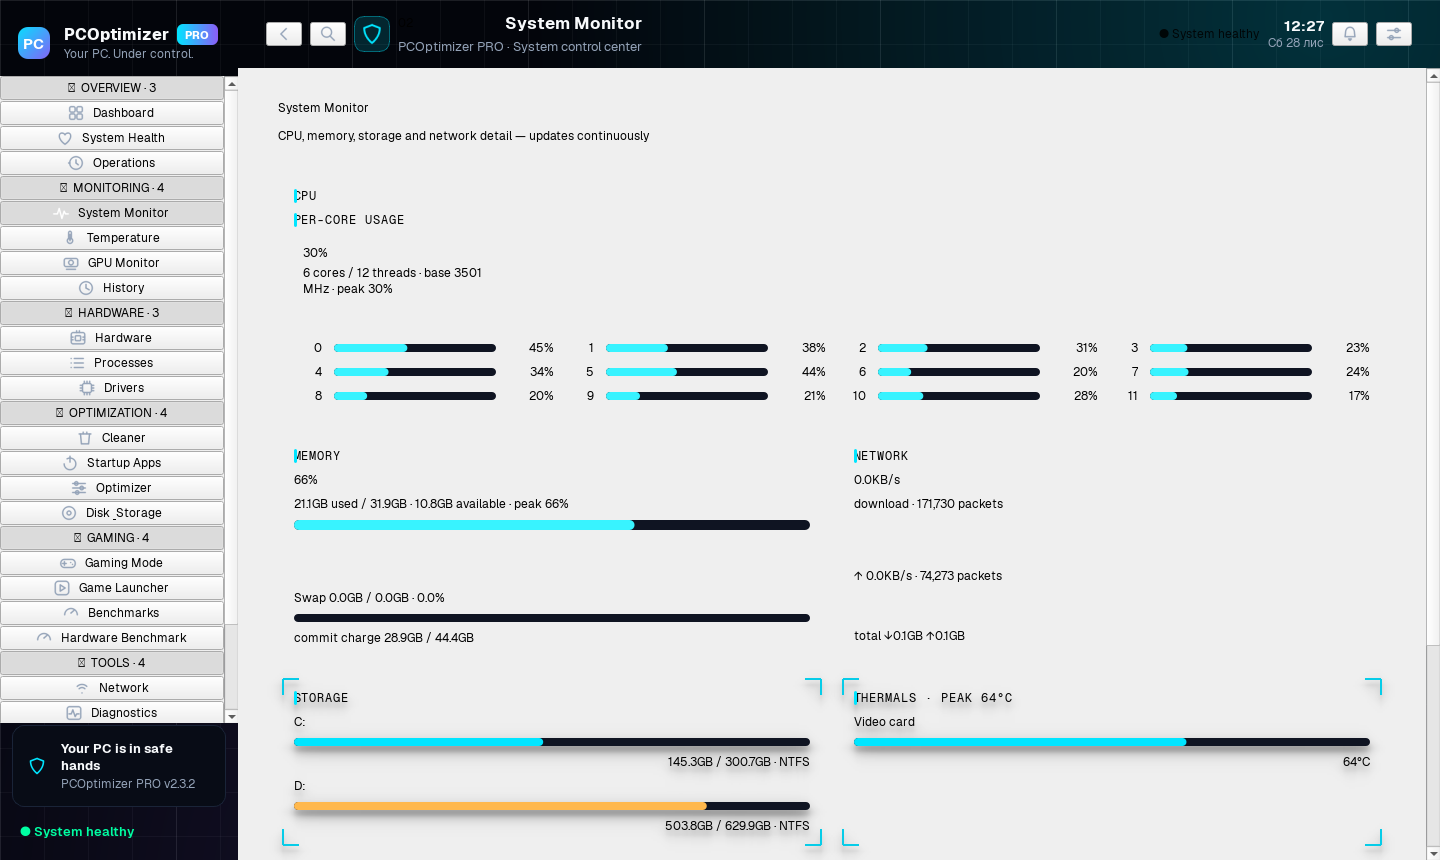 PC
PCOptimizer PRO
Your PC. Under control.
OVERVIEW · 3
Dashboard
System Health
Operations
MONITORING · 4
System Monitor
Temperature
GPU Monitor
History
HARDWARE · 3
Hardware
Processes
Drivers
OPTIMIZATION · 4
Cleaner
Startup Apps
Optimizer
Disk _Storage
GAMING · 4
Gaming Mode
Game Launcher
Benchmarks
Hardware Benchmark
TOOLS · 4
Network
Diagnostics
Your PC is in safe
hands
PCOptimizer PRO v2.3.2
● System healthy
System Monitor
PCOptimizer PRO · System control center
● System healthy
12:27
Сб 28 лис
System Monitor
CPU, memory, storage and network detail — updates continuously
CPU
PER-CORE USAGE
30%
6 cores / 12 threads · base 3501
MHz · peak 30%
0 45% 1 38% 2 31% 3 23%
4 34% 5 44% 6 20% 7 24%
8 20% 9 21% 10 28% 11 17%
MEMORY
66%
21.1GB used / 31.9GB · 10.8GB available · peak 66%
Swap 0.0GB / 0.0GB · 0.0%
commit charge 28.9GB / 44.4GB
NETWORK
0.0KB/s
download · 171,730 packets
↑ 0.0KB/s · 74,273 packets
total ↓0.1GB ↑0.1GB
STORAGE
C:
145.3GB / 300.7GB · NTFS
D:
503.8GB / 629.9GB · NTFS
THERMALS · PEAK 64°C
Video card
64°C